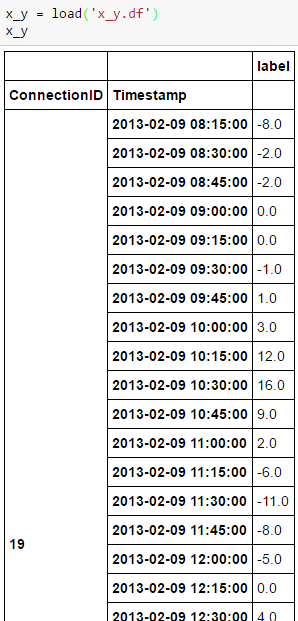 x_y = load('x_y.df')
x_y
label
ConnectionID Timestamp
2013-02-09 08:15:00 -8.0
2013-02-09 08:30:00 -2.0
2013-02-09 08:45:00 -2.0
2013-02-09 09:00:00 0.0
2013-02-09 09:15:00 0.0
2013-02-09 09:30:00 -1.0
2013-02-09 09:45:00 1.0
2013-02-09 10:00:00 3.0
2013-02-09 10:15:00 12.0
2013-02-09 10:30:00 16.0
2013-02-09 10:45:00 9.0
2013-02-09 11:00:00 2.0
2013-02-09 11:15:00 -6.0
2013-02-09 11:30:00 -11.0
2013-02-09 11:45:00 -8.0
19
2013-02-09 12:00:00 -5.0
2013-02-09 12:15:00 0.0
2013-02-09 12:30:00 4.0